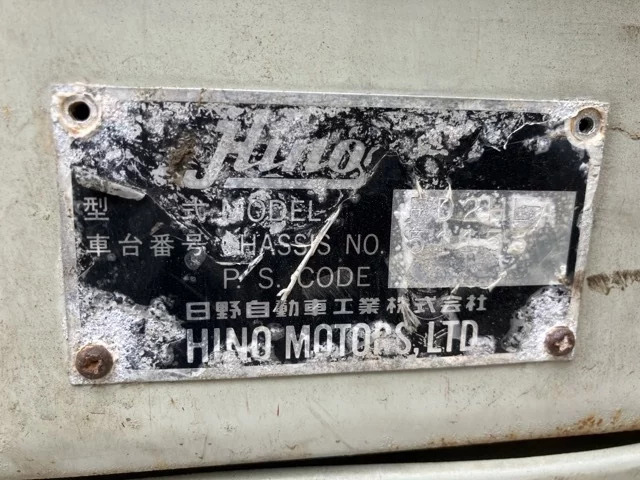 Hino
型 式 MODEL
車台番号 CHASSIS NO.
P. S. CODE
日野自動車工業株式会社
HINO MOTORS, LTD.